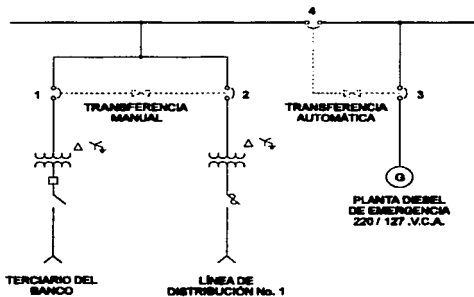 4
1
2
3
TRANSFERENCIA
MANUAL
TRANSFERENCIA
AUTOMÁTICA
G
PLANTA DIESEL
DE EMERGENCIA
220 / 127 .V.C.A.
TERCIARIO DEL
BANCO
LÍNEA DE
DISTRIBUCIÓN No. 1